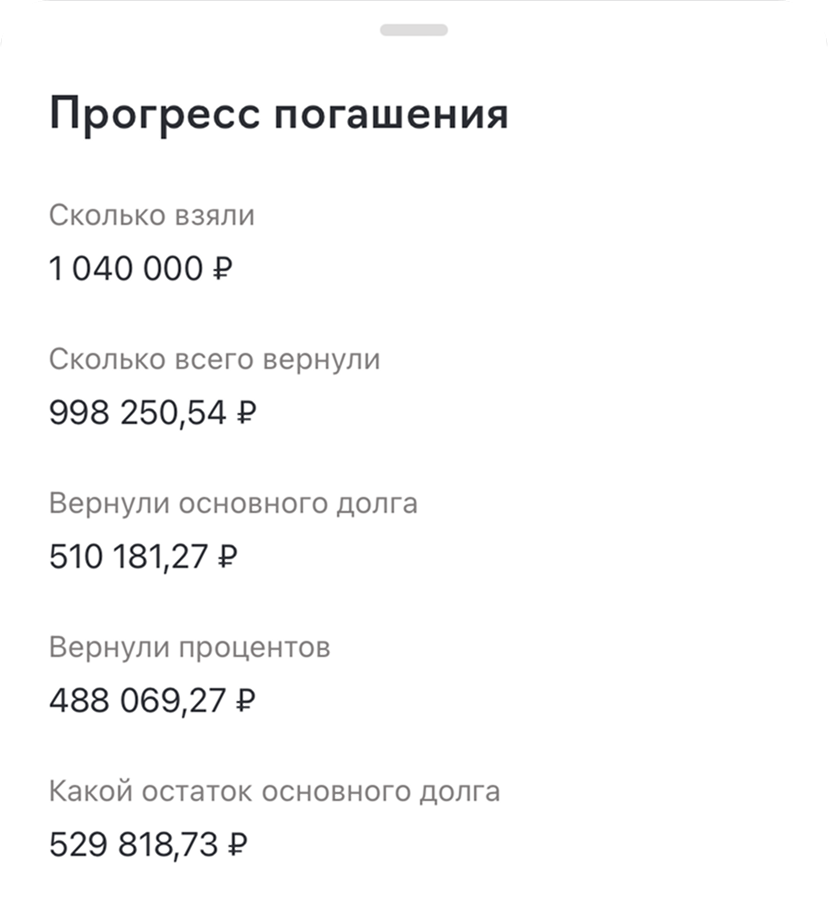 Прогресс погашения
Сколько взяли
1 040 000 ₽
Сколько всего вернули
998 250,54 ₽
Вернули основного долга
510 181,27 ₽
Вернули процентов
488 069,27 ₽
Какой остаток основного долга
529 818,73 ₽